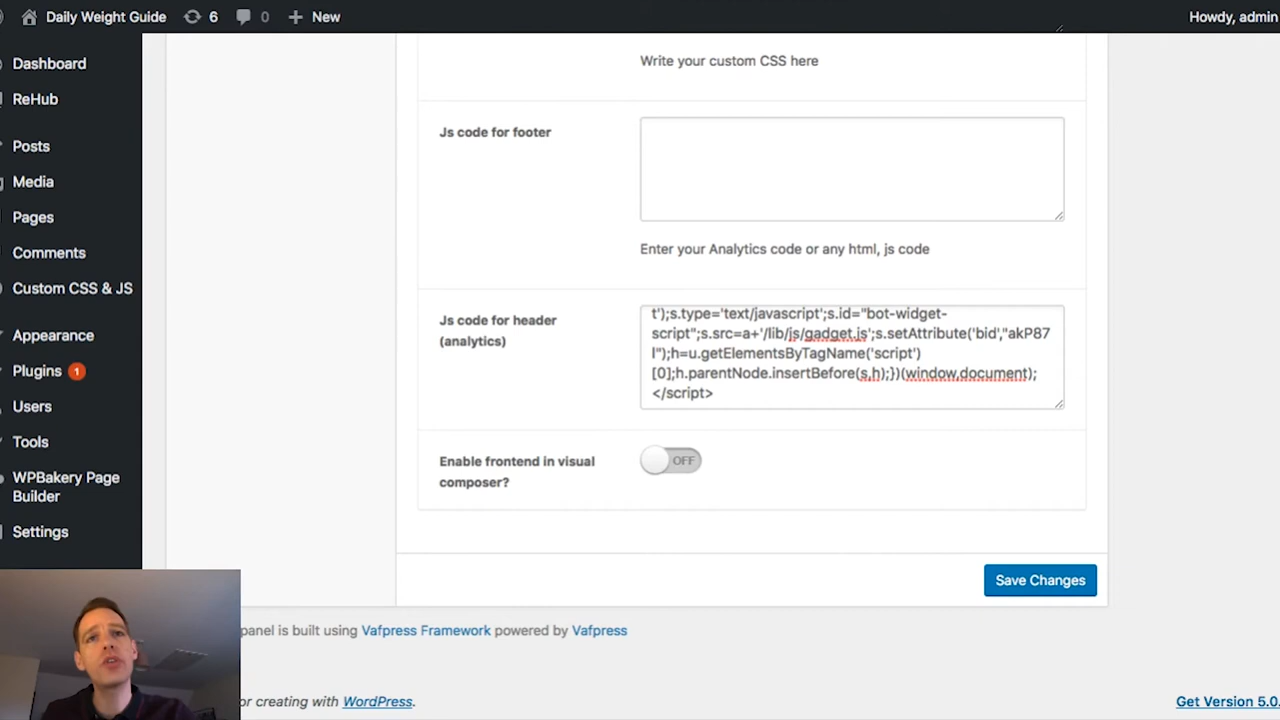 Daily Weight Guide 6 0 New Howdy, admin
Dashboard
ReHub
Posts
Media
Pages
Comments
Custom CSS & JS
Appearance
Plugins 1
Users
Tools
WPBakery Page
Builder
Settings
Write your custom CSS here
Js code for footer
Enter your Analytics code or any html, js code
Js code for header
(analytics)
t');s.type='text/javascript';s.id="bot-widget-
script";s.src=a+'/lib/js/gadget.js';s.setAttribute('bid',"akP87
l");h=u.getElementsByTagName('script')
[0];h.parentNode.insertBefore(s,h);})(window,document);
</script>
Enable frontend in visual
composer?
OFF
Save Changes
panel is built using Vafpress Framework powered by Vafpress
or creating with WordPress.
Get Version 5.0.